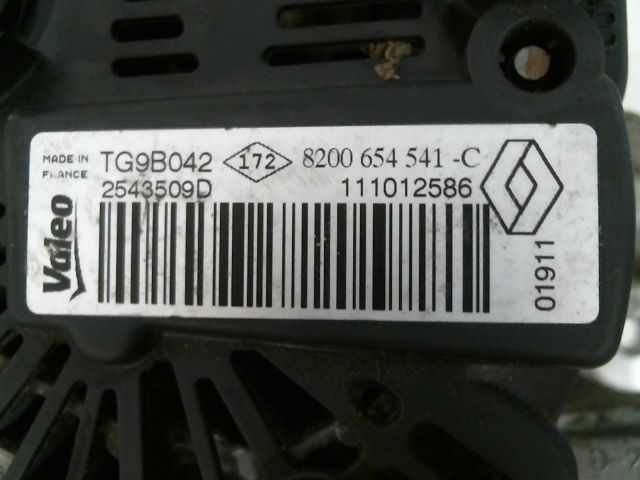 MADE IN FRANCE
TG9B042 172 8200 654 541 -C
2543509D 111012586
Valeo
01911